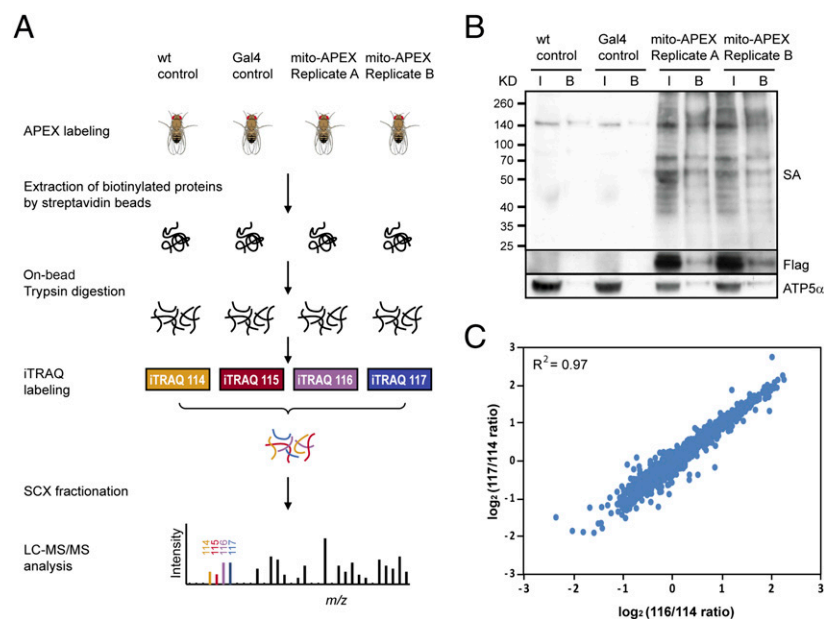 A
wt control
Gal4 control
mito-APEX Replicate A
mito-APEX Replicate B
APEX labeling
Extraction of biotinylated proteins
by streptavidin beads
On-bead
Trypsin digestion
iTRAQ
labeling
iTRAQ 114
iTRAQ 115
iTRAQ 116
iTRAQ 117
SCX fractionation
LC-MS/MS
analysis
Intensity
114
115
116
117
m/z
B
wt control
Gal4 control
mito-APEX Replicate A
mito-APEX Replicate B
KD
I B I B I B I B
260
140
100
70
50
40
35
25
SA
Flag
ATP5α
C
R² = 0.97
log₂ (117/114 ratio)
3
2
1
0
-1
-2
-3
-3 -2 -1 0 1 2 3
log₂ (116/114 ratio)